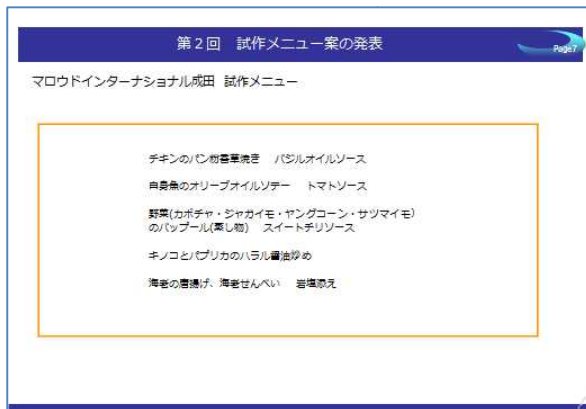 第2回　試作メニュー案の発表
Page7
マロウドインターナショナル成田 試作メニュー
チキンのパン粉香草焼き　バジルオイルソース
白身魚のオリーブオイルソテー　トマトソース
野菜(カボチャ・ジャガイモ・ヤングコーン・サツマイモ)
のバップール(蒸し物)　スイートチリソース
キノコとパプリカのハラル醤油炒め
海老の唐揚げ、海老せんべい　岩塩添え